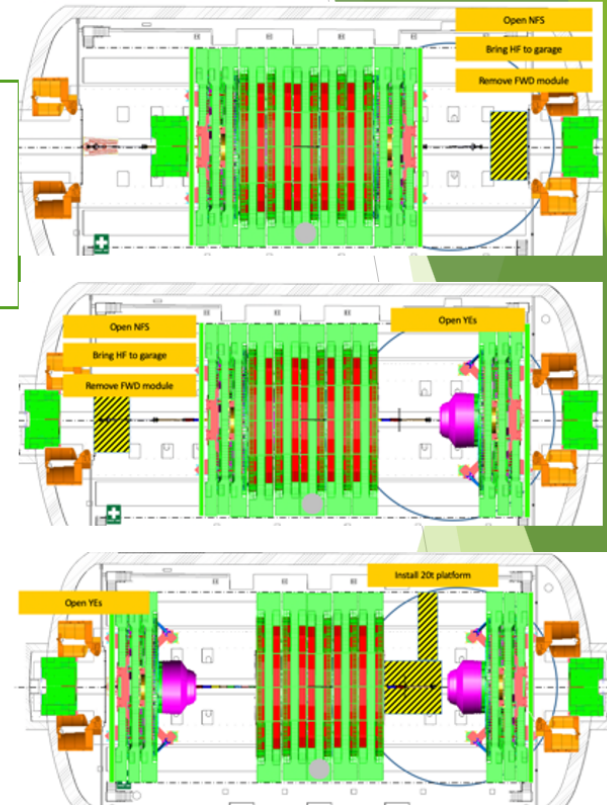 Open NFS
Bring HF to garage
Remove FWD module
Open NFS
Bring HF to garage
Remove FWD module
Open YEs
Open YEs
Install 20t platform